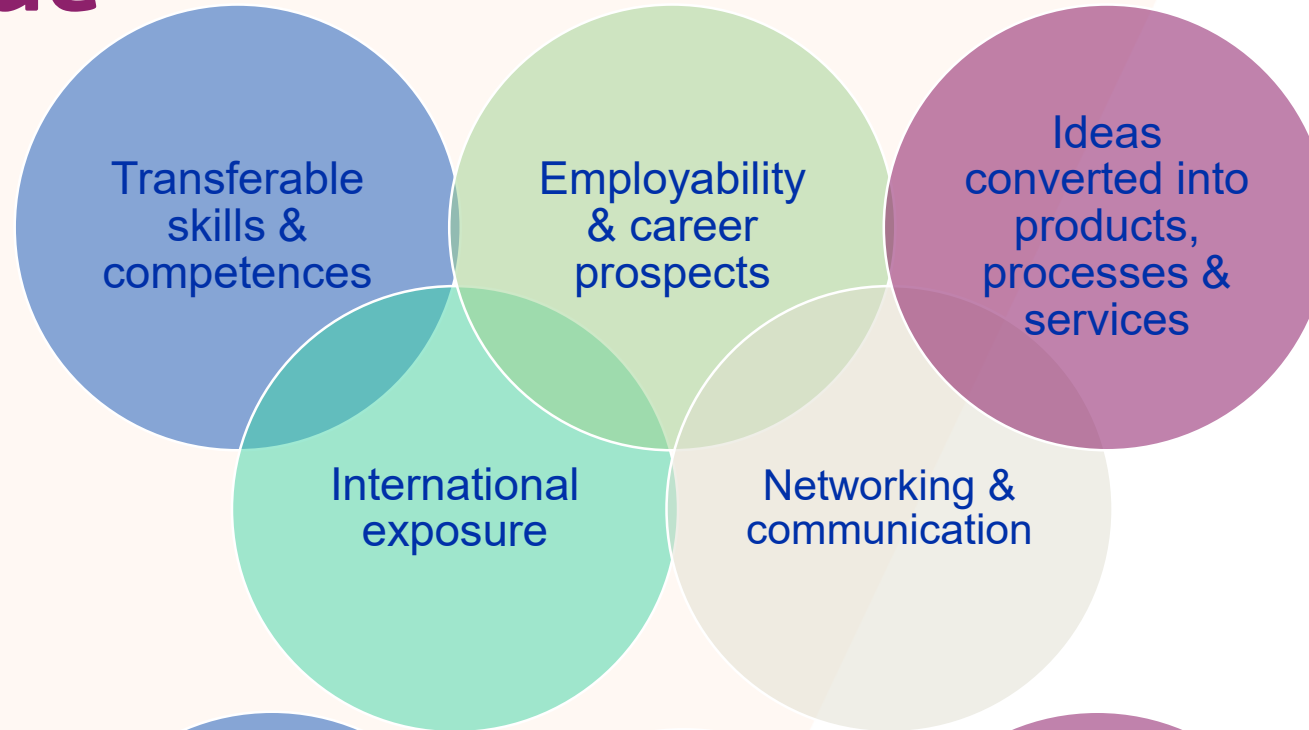 Transferable
skills &
competences
Employability
& career
prospects
Ideas
converted into
products,
processes &
services
International
exposure
Networking &
communication